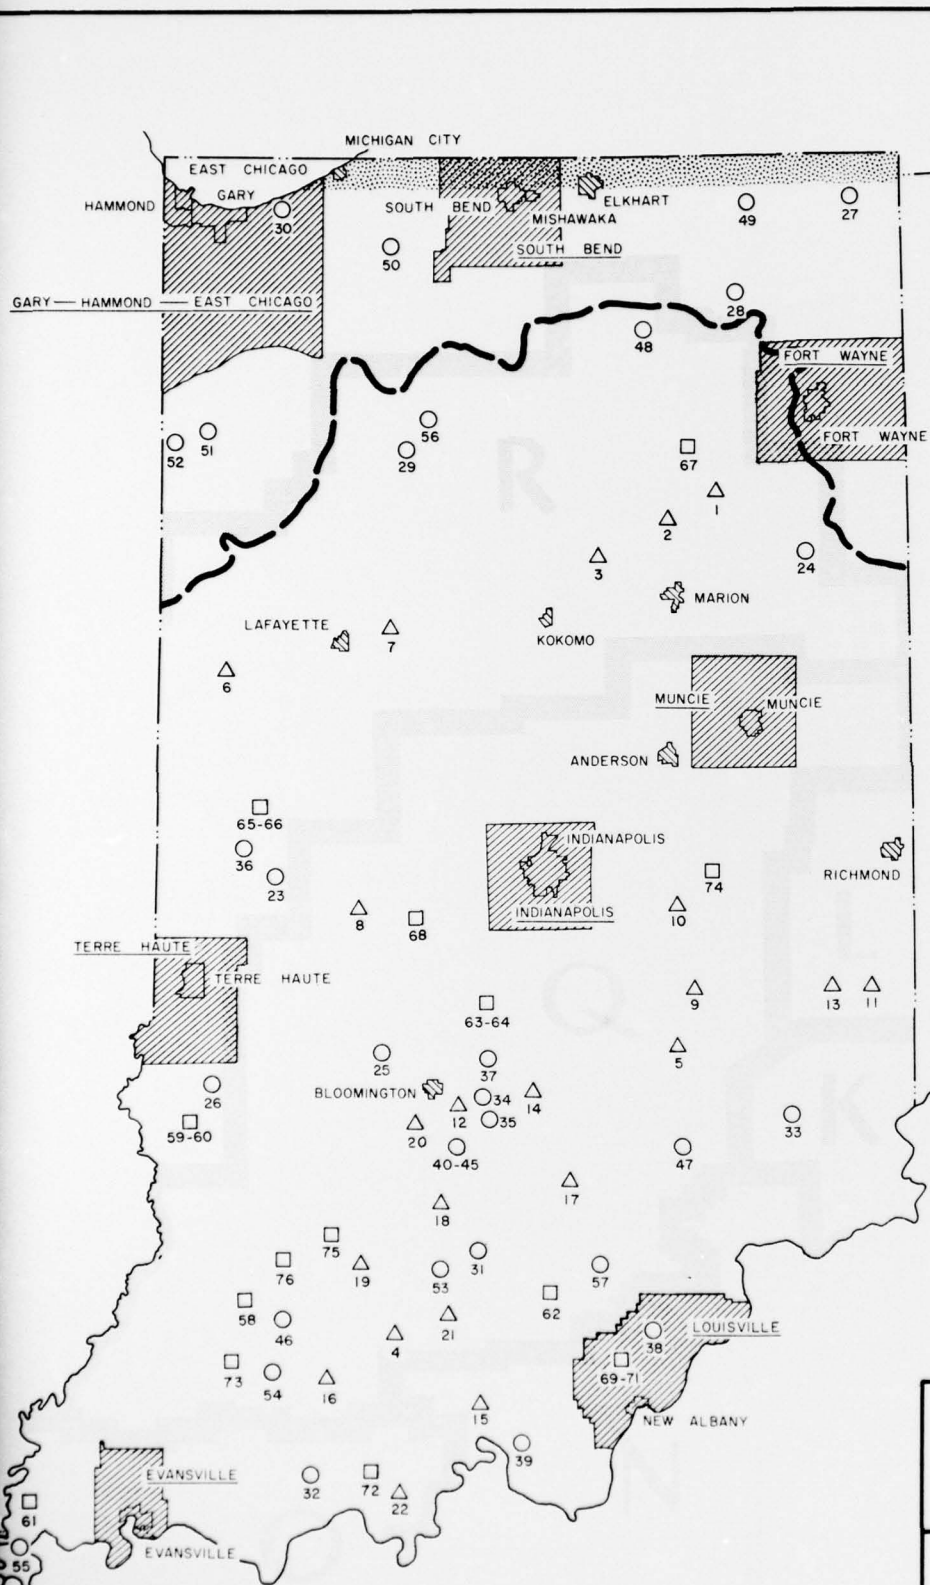 MICHIGAN CITY
EAST CHICAGO
GARY
HAMMOND
30
SOUTH BEND
MISHAWAKA
ELKHART
49
27
SOUTH BEND
50
GARY — HAMMOND — EAST CHICAGO
28
48
FORT WAYNE
FORT WAYNE
52
51
56
29
67
1
2
3
24
MARION
LAFAYETTE
7
KOKOMO
6
MUNCIE
MUNCIE
ANDERSON
65-66
36
23
INDIANAPOLIS
INDIANAPOLIS
74
RICHMOND
8
68
10
TERRE HAUTE
TERRE HAUTE
9
13
11
63-64
25
37
5
26
BLOOMINGTON
34
14
12
35
59-60
20
33
40-45
47
17
18
75
76
19
53
31
57
58
46
62
21
4
38
LOUISVILLE
73
54
16
69-71
15
NEW ALBANY
39
EVANSVILLE
32
72
22
61
EVANSVILLE
55
R
Q
K
N